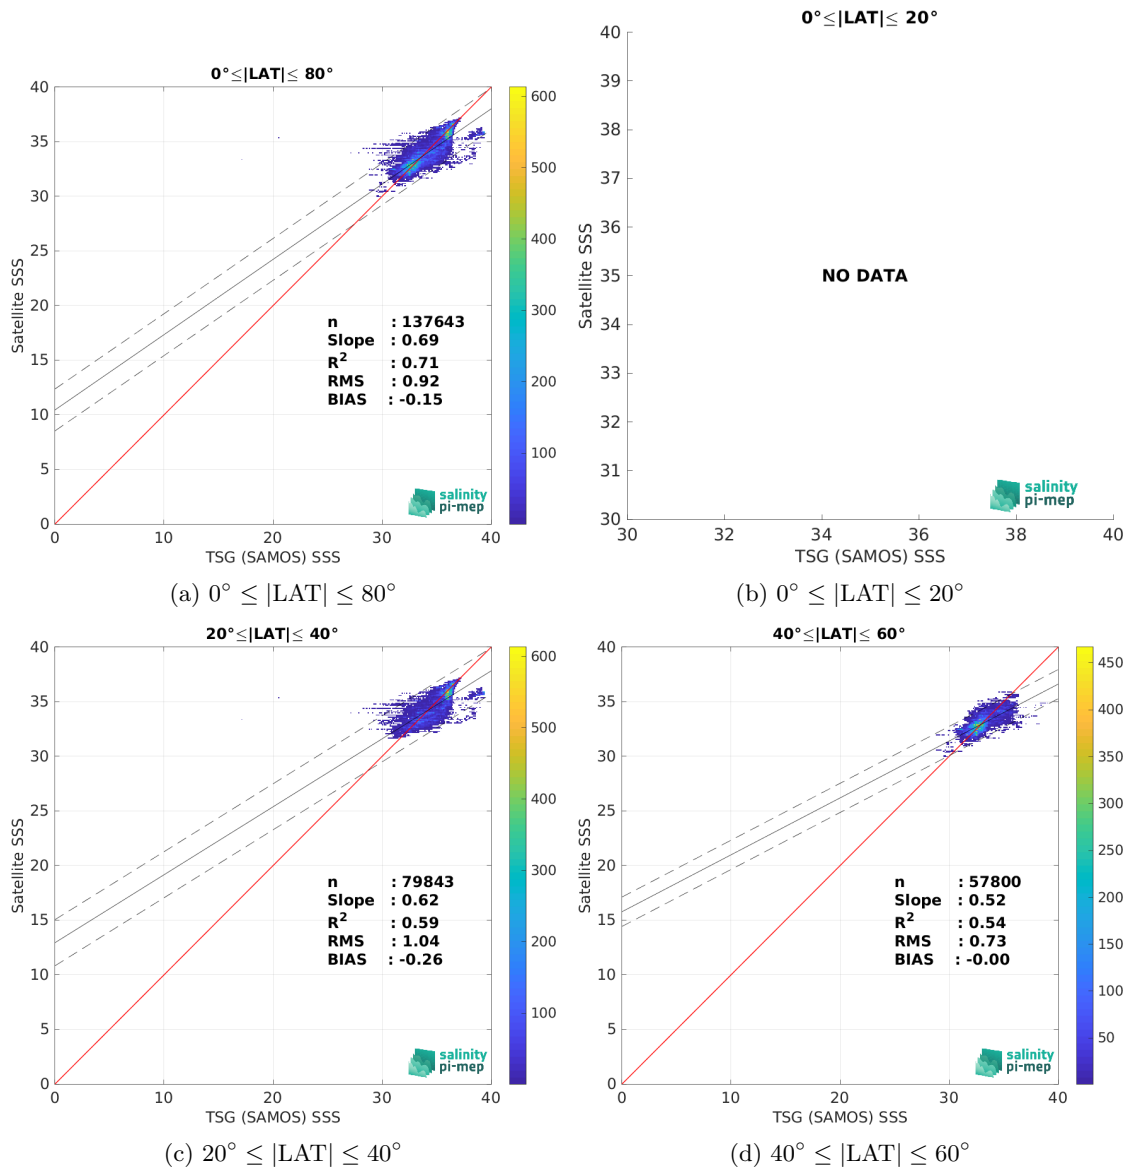 0°≤|LAT|≤ 80°
40
35
30
25
20
15
10
5
0
Satellite SSS
0
10
20
30
40
TSG (SAMOS) SSS
n : 137643
Slope : 0.69
R² : 0.71
RMS : 0.92
BIAS : -0.15
salinity
pi-mep
600
500
400
300
200
100
(a) 0° ≤ |LAT| ≤ 80°
0°≤|LAT|≤ 20°
40
39
38
37
36
35
34
33
32
31
30
Satellite SSS
NO DATA
salinity
pi-mep
30
32
34
36
38
40
TSG (SAMOS) SSS
(b) 0° ≤ |LAT| ≤ 20°
20°≤|LAT|≤ 40°
40
35
30
25
20
15
10
5
0
Satellite SSS
n : 79843
Slope : 0.62
R² : 0.59
RMS : 1.04
BIAS : -0.26
salinity
pi-mep
0
10
20
30
40
TSG (SAMOS) SSS
600
500
400
300
200
100
(c) 20° ≤ |LAT| ≤ 40°
40°≤|LAT|≤ 60°
40
35
30
25
20
15
10
5
0
Satellite SSS
n : 57800
Slope : 0.52
R² : 0.54
RMS : 0.73
BIAS : -0.00
salinity
pi-mep
0
10
20
30
40
TSG (SAMOS) SSS
450
400
350
300
250
200
150
100
50
(d) 40° ≤ |LAT| ≤ 60°